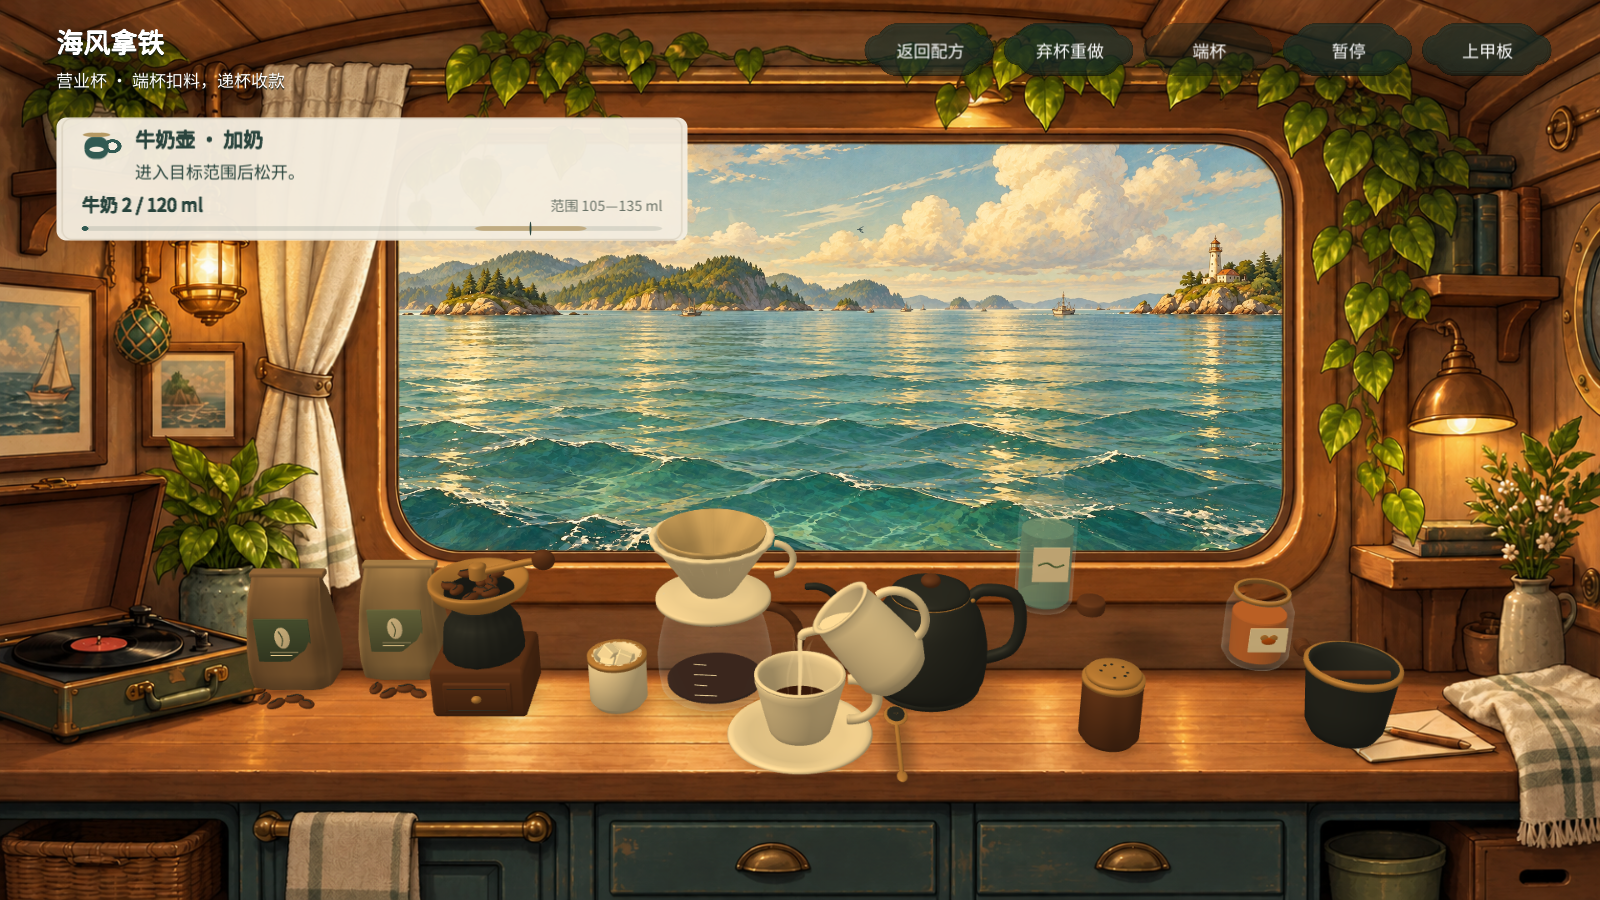 海风拿铁
营业杯 · 端杯扣料，递杯收款
返回配方
弃杯重做
端杯
暂停
上甲板
牛奶壶 · 加奶
进入目标范围后松开。
牛奶 2 / 120 ml
范围 105—135 ml